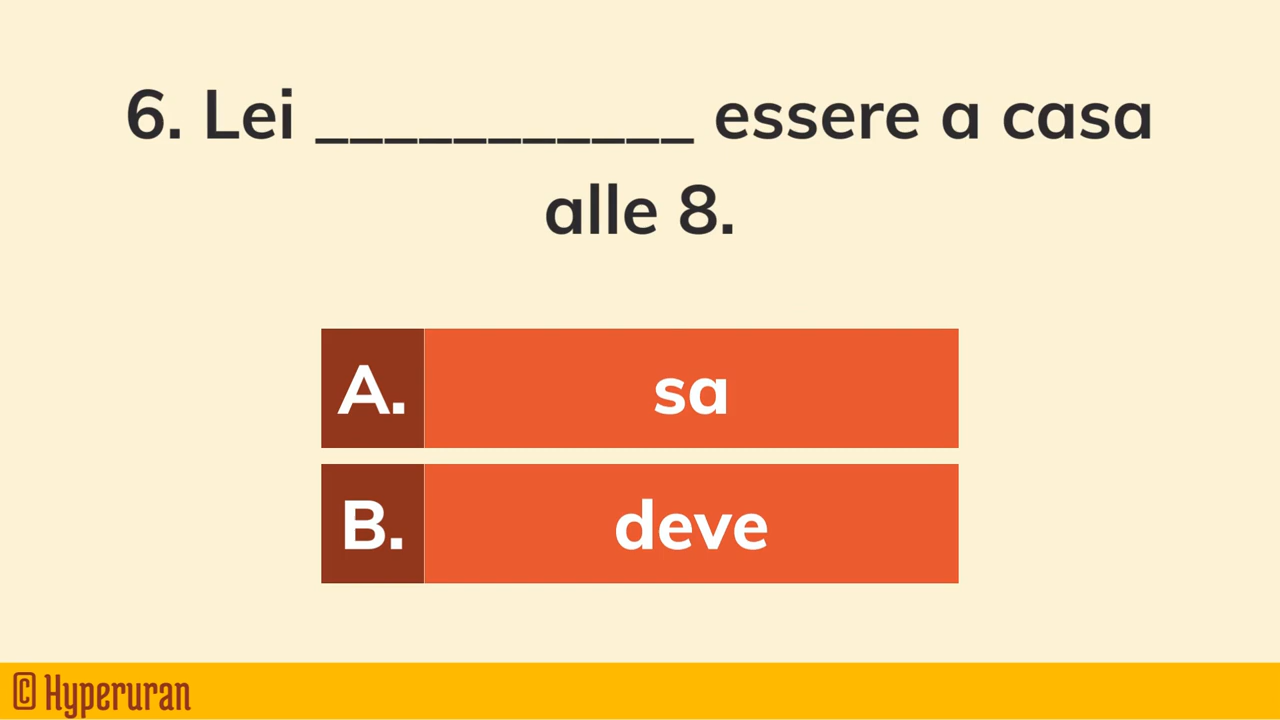 6. Lei ___________ essere a casa
alle 8.
A. sa
B. deve
© Hyperuran